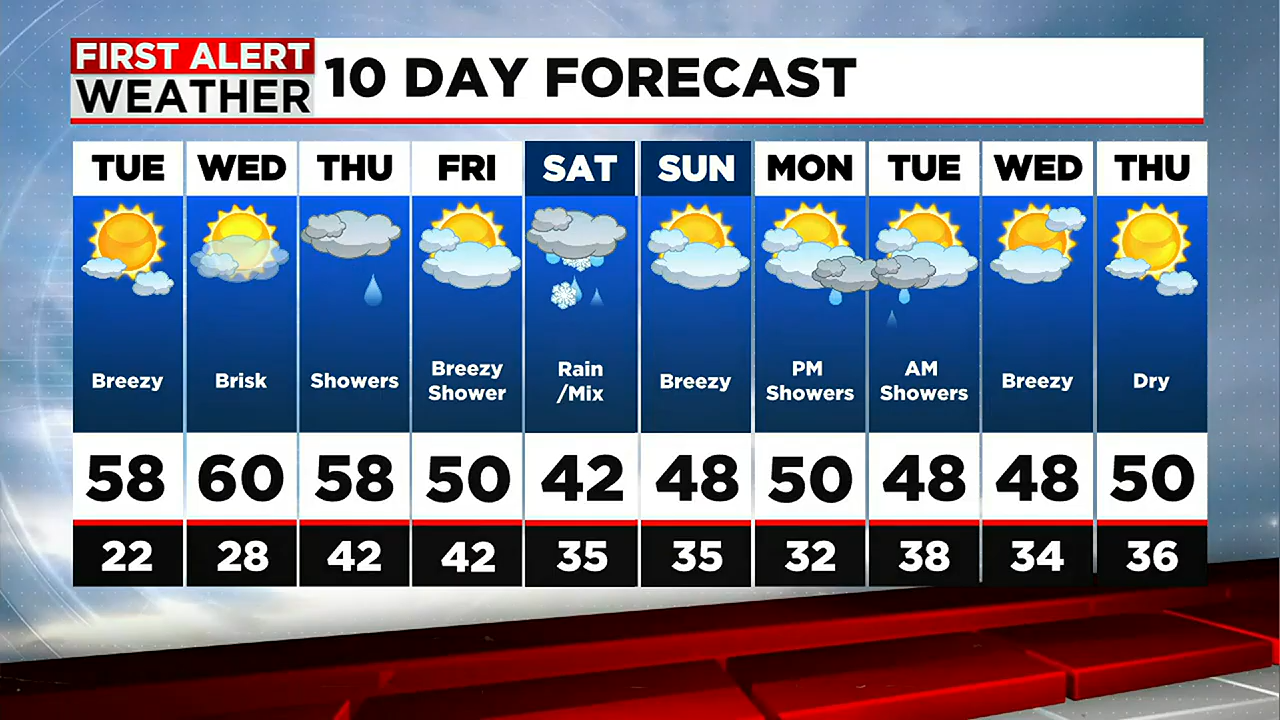 FIRST ALERT
WEATHER
10 DAY FORECAST
TUE WED THU FRI SAT SUN MON TUE WED THU
Breezy Brisk Showers Breezy Shower Rain /Mix Breezy PM Showers AM Showers Breezy Dry
58 60 58 50 42 48 50 48 48 50
22 28 42 42 35 35 32 38 34 36